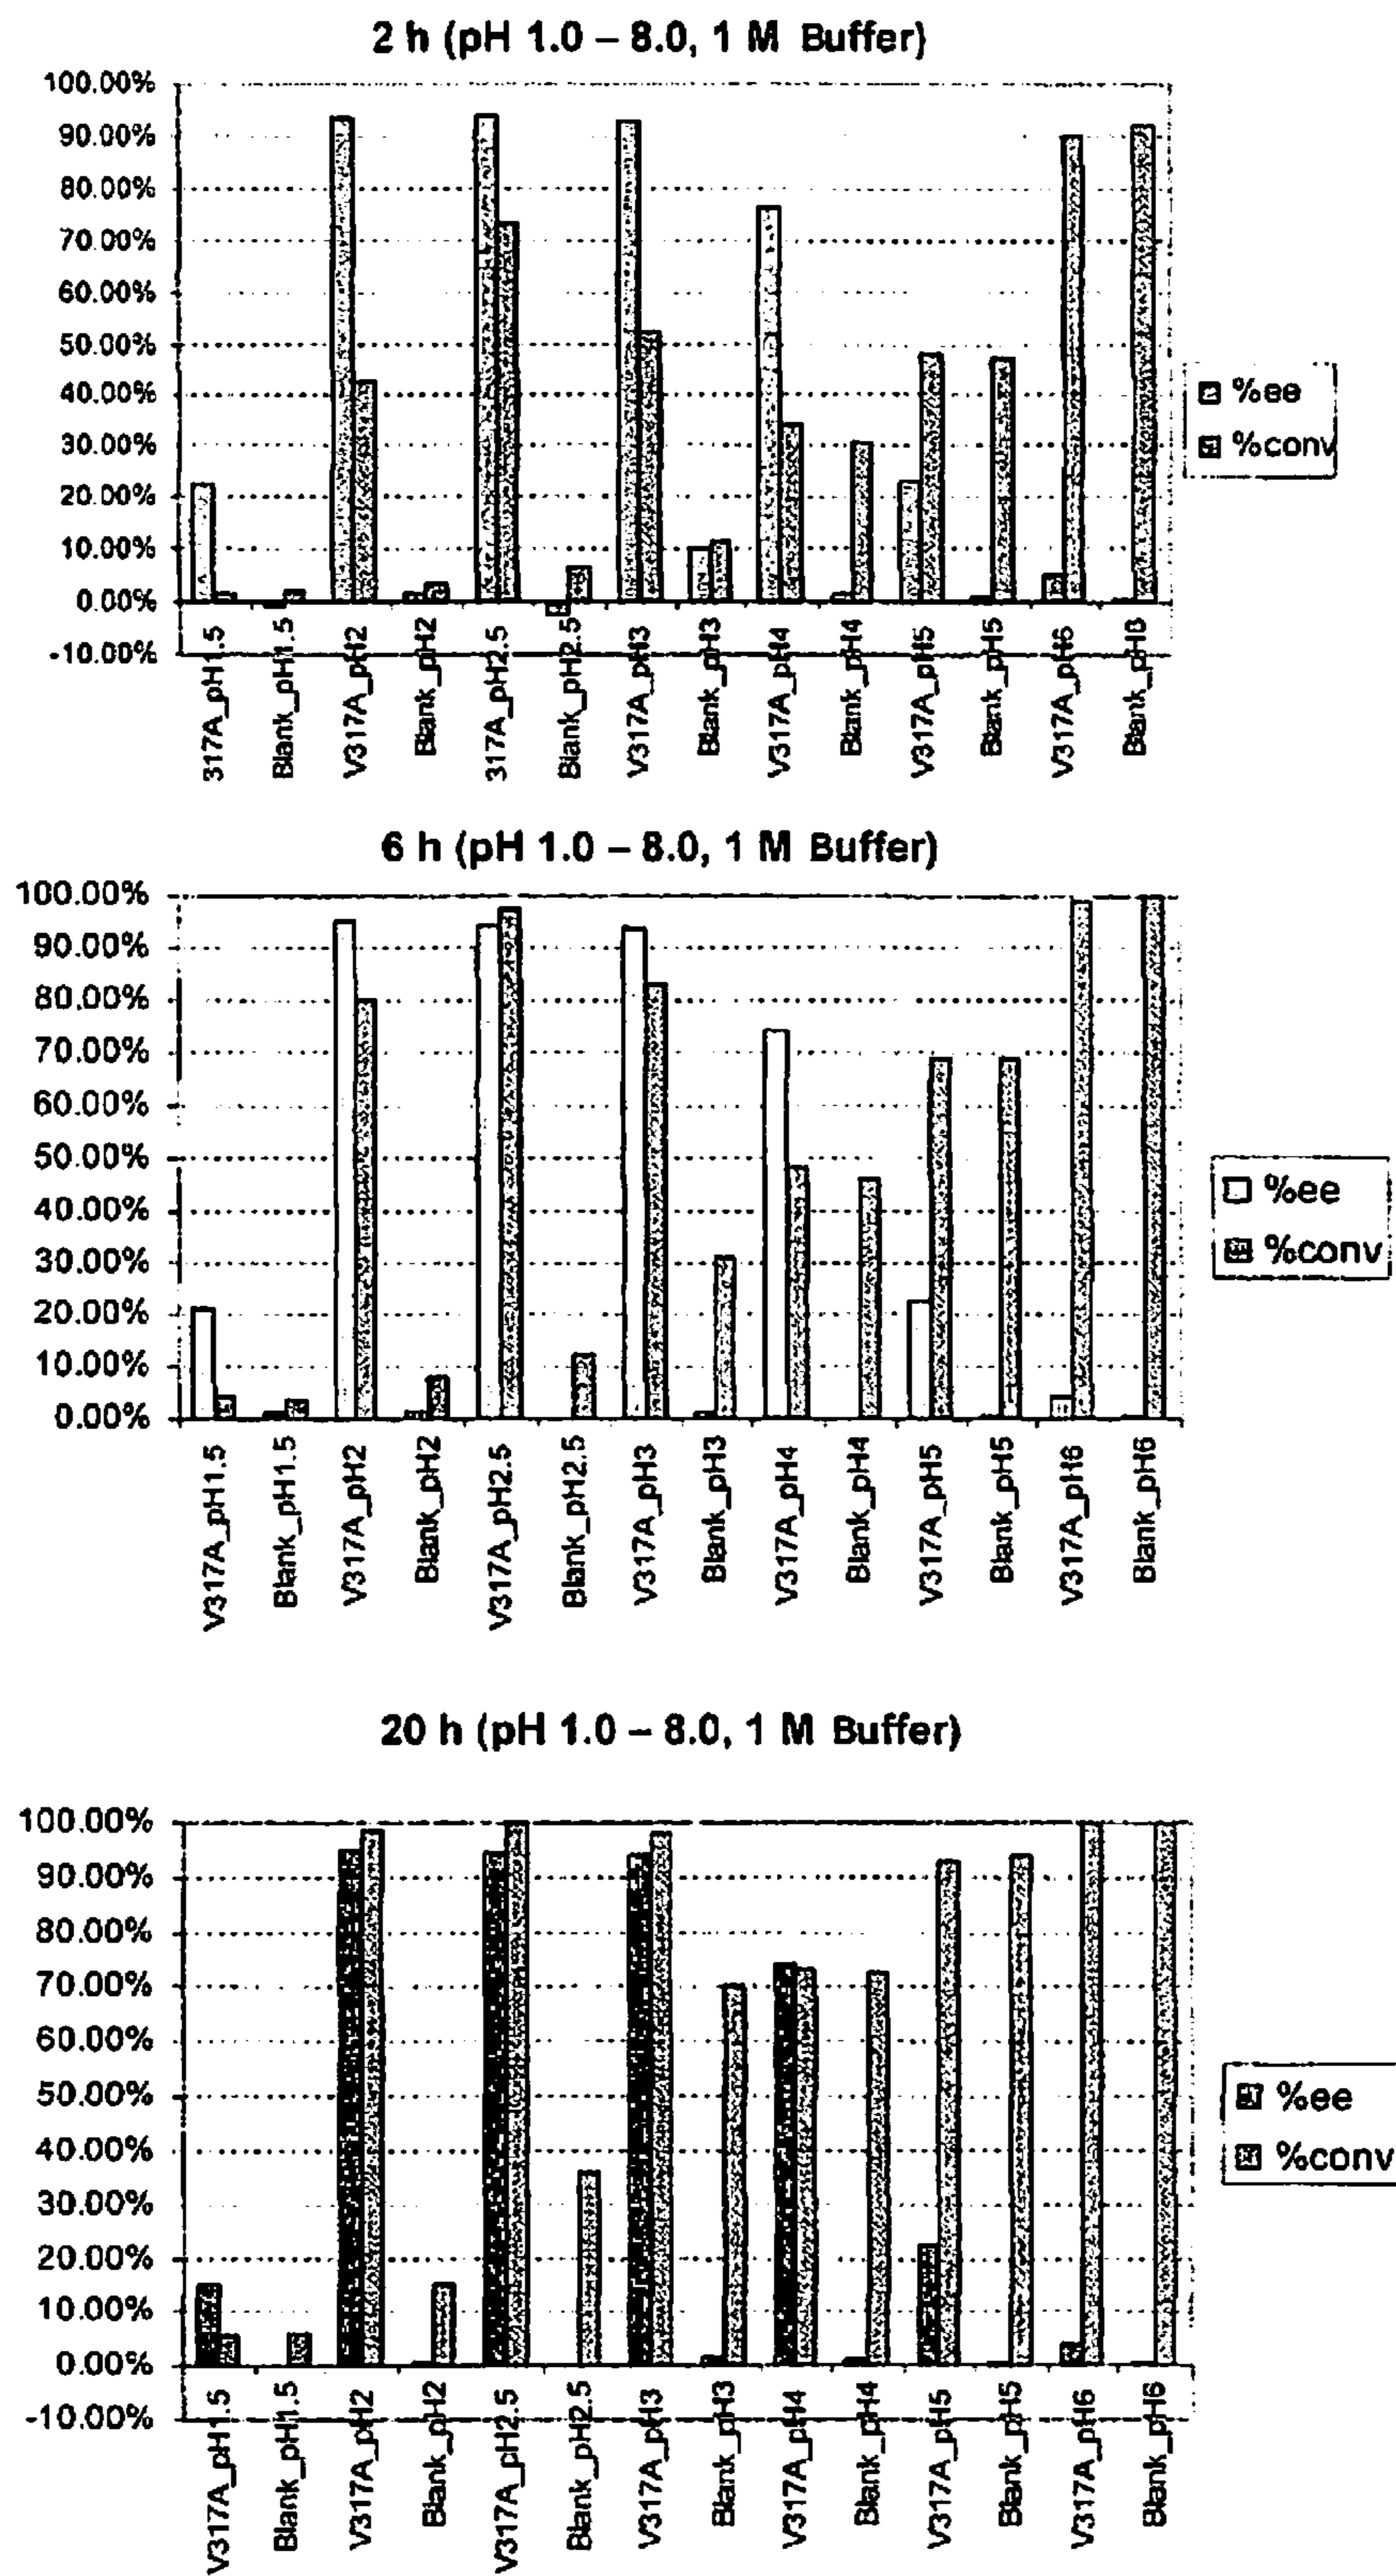 2 h (pH 1.0 – 8.0, 1 M Buffer)
100.00%
90.00%
80.00%
70.00%
60.00%
50.00%
40.00%
30.00%
20.00%
10.00%
0.00%
-10.00%
317A_pH1.5
Blank_pH1.5
V317A_pH2
Blank_pH2
317A_pH2.5
Blank_pH2.5
V317A_pH3
Blank_pH3
V317A_pH4
Blank_pH4
V317A_pH5
Blank_pH5
V317A_pH6
Blank_pH6
%ee
%conv
6 h (pH 1.0 – 8.0, 1 M Buffer)
100.00%
90.00%
80.00%
70.00%
60.00%
50.00%
40.00%
30.00%
20.00%
10.00%
0.00%
V317A_pH1.5
Blank_pH1.5
V317A_pH2
Blank_pH2
V317A_pH2.5
Blank_pH2.5
V317A_pH3
Blank_pH3
V317A_pH4
Blank_pH4
V317A_pH5
Blank_pH5
V317A_pH6
Blank_pH6
%ee
%conv
20 h (pH 1.0 – 8.0, 1 M Buffer)
100.00%
90.00%
80.00%
70.00%
60.00%
50.00%
40.00%
30.00%
20.00%
10.00%
0.00%
-10.00%
V317A_pH1.5
Blank_pH1.5
V317A_pH2
Blank_pH2
V317A_pH2.5
Blank_pH2.5
V317A_pH3
Blank_pH3
V317A_pH4
Blank_pH4
V317A_pH5
Blank_pH5
V317A_pH6
Blank_pH6
%ee
%conv